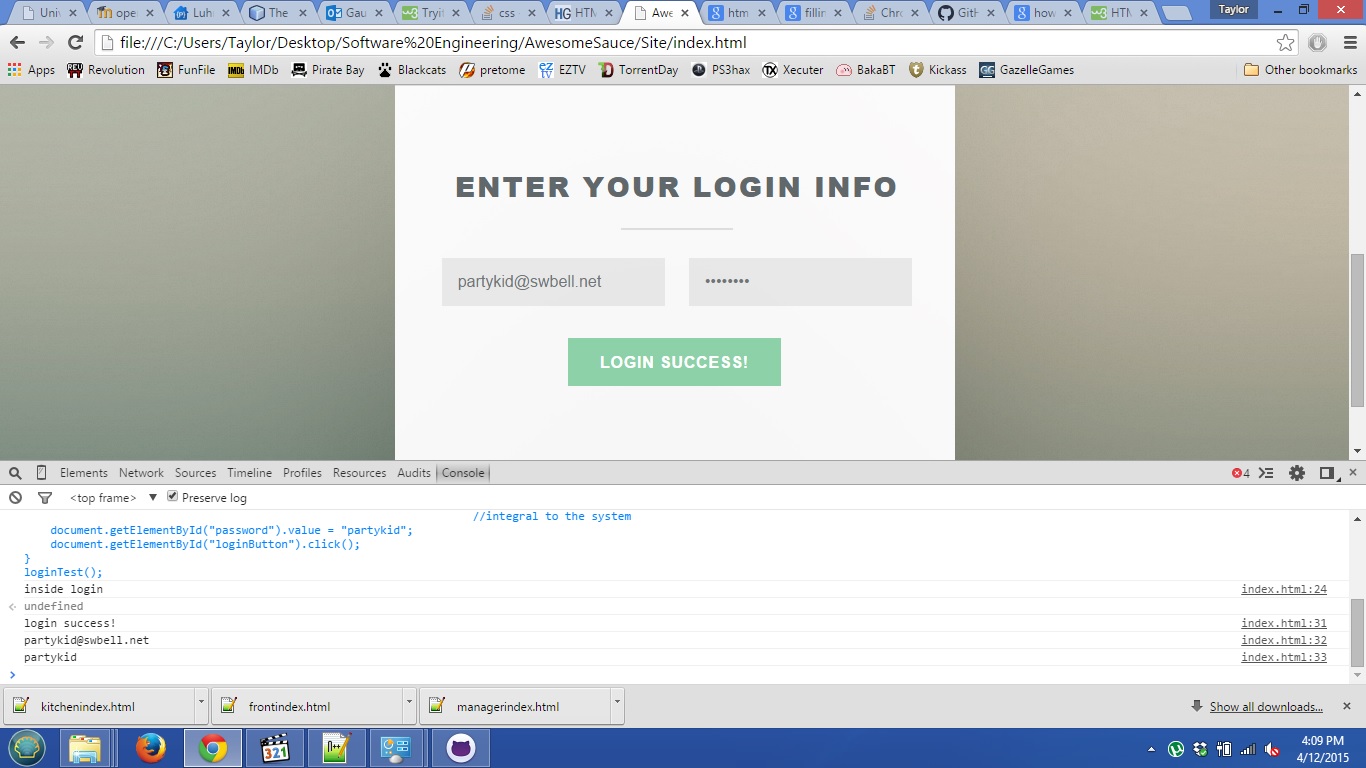 Univ
ope
Luh
The
Gau
Tryit
css
HTM
Awe
htm
fillin
Chro
GitH
how
HTM
Taylor
file:///C:/Users/Taylor/Desktop/Software%20Engineering/AwesomeSauce/Site/index.html
Apps Revolution FunFile IMDb Pirate Bay Blackcats pretome EZTV TorrentDay PS3hax Xecuter BakaBT Kickass GazelleGames Other bookmarks
ENTER YOUR LOGIN INFO
partykid@swbell.net ••••••••
LOGIN SUCCESS!
Elements Network Sources Timeline Profiles Resources Audits Console 4
<top frame> ▼ Preserve log
//integral to the system
document.getElementById("password").value = "partykid";
document.getElementById("loginButton").click();
}
loginTest();
inside login index.html:24
undefined
login success! index.html:31
partykid@swbell.net index.html:32
partykid index.html:33
kitchenindex.html frontindex.html managerindex.html Show all downloads...
321
4:09 PM
4/12/2015